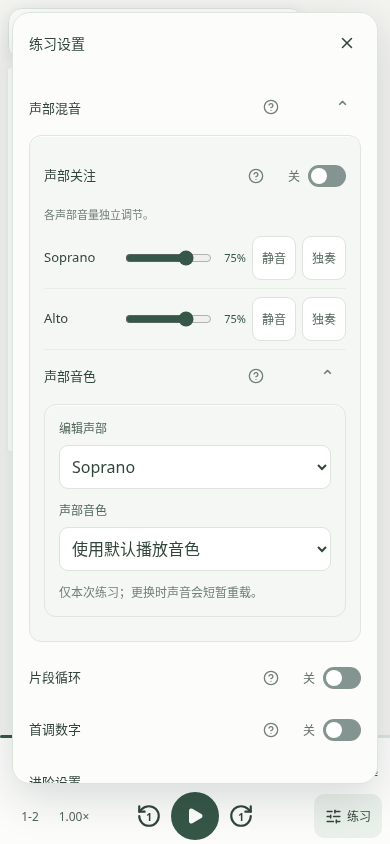 练习设置
声部混音
声部关注 关
各声部音量独立调节。
Soprano 75% 静音 独奏
Alto 75% 静音 独奏
声部音色
编辑声部
Soprano
声部音色
使用默认播放音色
仅本次练习；更换时声音会短暂重载。
片段循环 关
首调数字 关
进阶设置
1-2 1.00× 1 1 练习